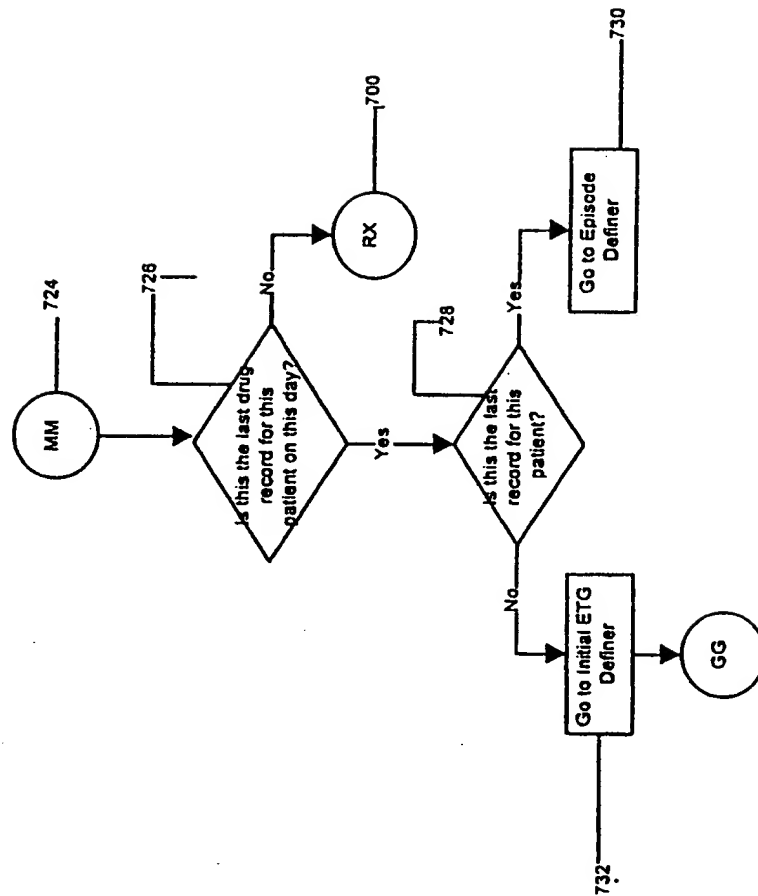 MM
724
726
Is this the last drug
record for this
patient on this day?
No
RX
700
Yes
728
Is this the last
record for this
patient?
Yes
Go to Episode
Definer
730
No
Go to Initial ETG
Definer
732
GG